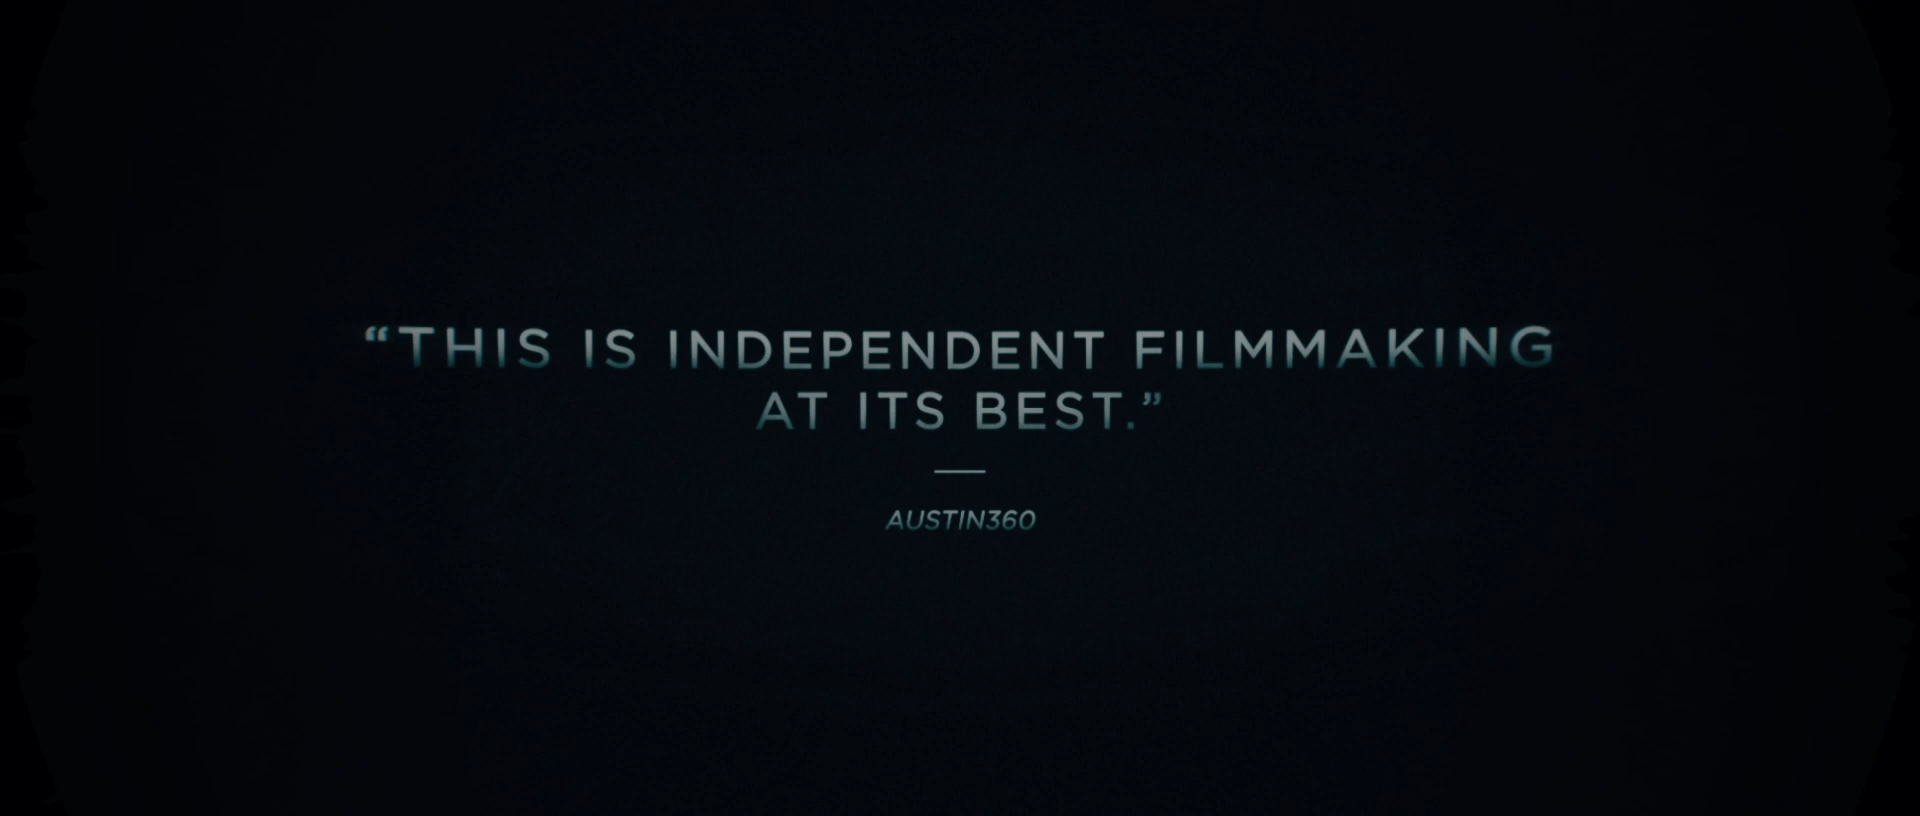 “THIS IS INDEPENDENT FILMMAKING
AT ITS BEST.”
AUSTIN360